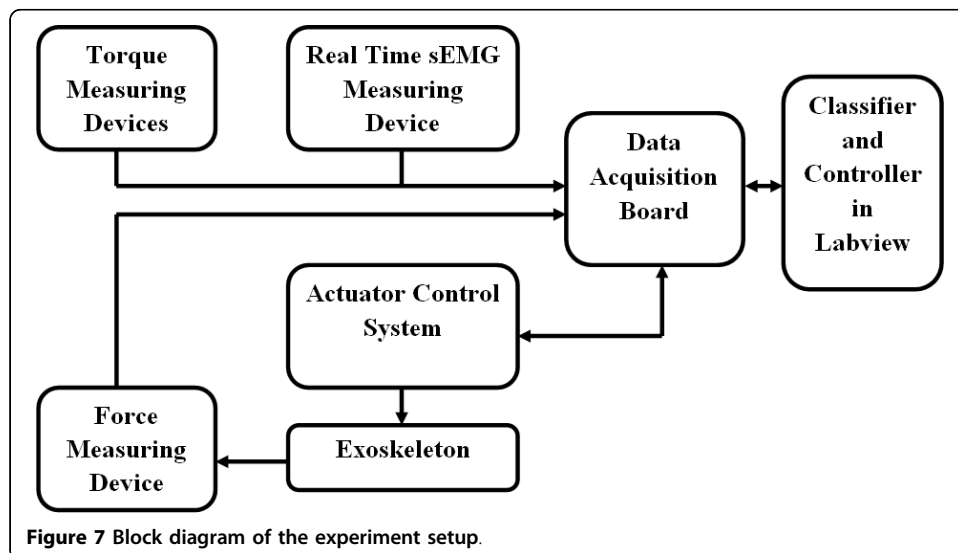 Torque
Measuring
Devices
Real Time sEMG
Measuring
Device
Data
Acquisition
Board
Classifier
and
Controller
in
Labview
Actuator Control
System
Force
Measuring
Device
Exoskeleton
Figure 7 Block diagram of the experiment setup.